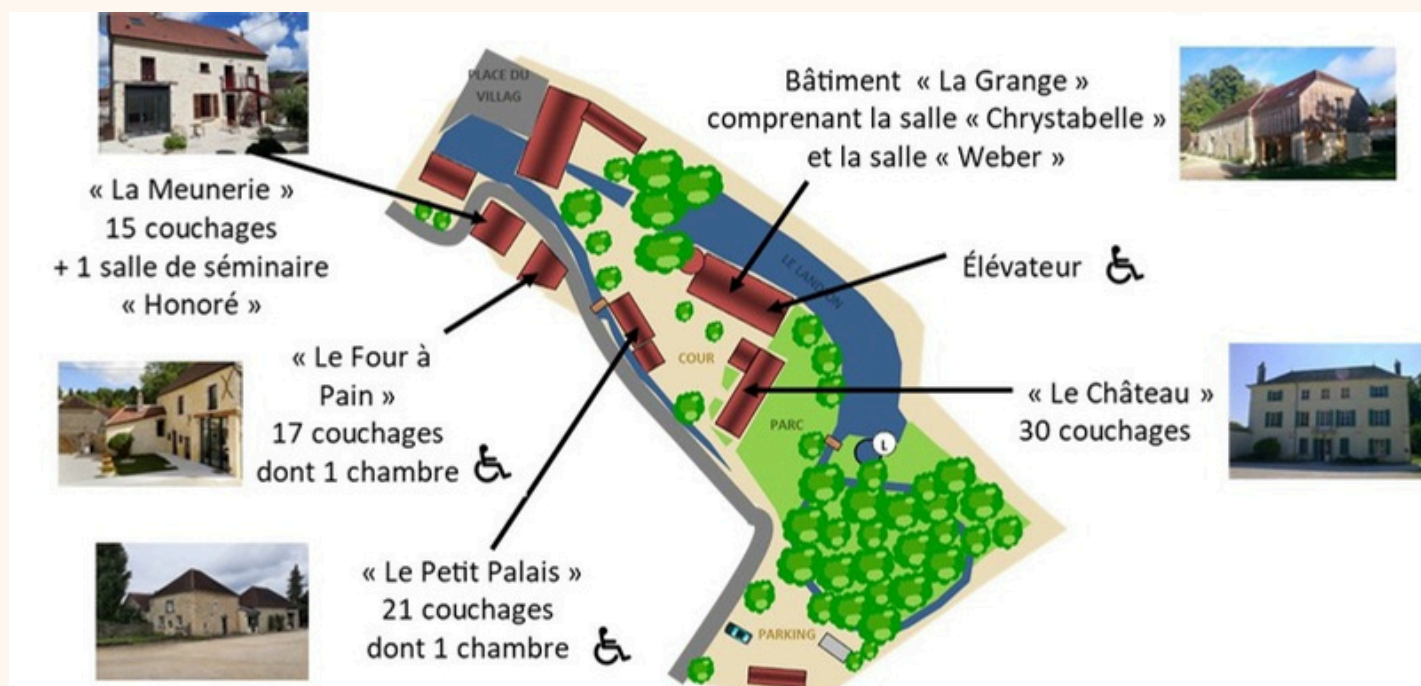 PLACE DU
VILLAG
Bâtiment « La Grange »
comprenant la salle « Chrystabelle »
et la salle « Weber »
« La Meunerie »
15 couchages
+ 1 salle de séminaire
« Honoré »
LE LANDION
Élévateur
« Le Four à
Pain »
17 couchages
dont 1 chambre
COUR
« Le Château »
30 couchages
PARC
L
« Le Petit Palais »
21 couchages
dont 1 chambre
PARKING